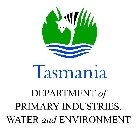 Tasmania
DEPARTMENT of
PRIMARY INDUSTRIES,
WATER and ENVIRONMENT